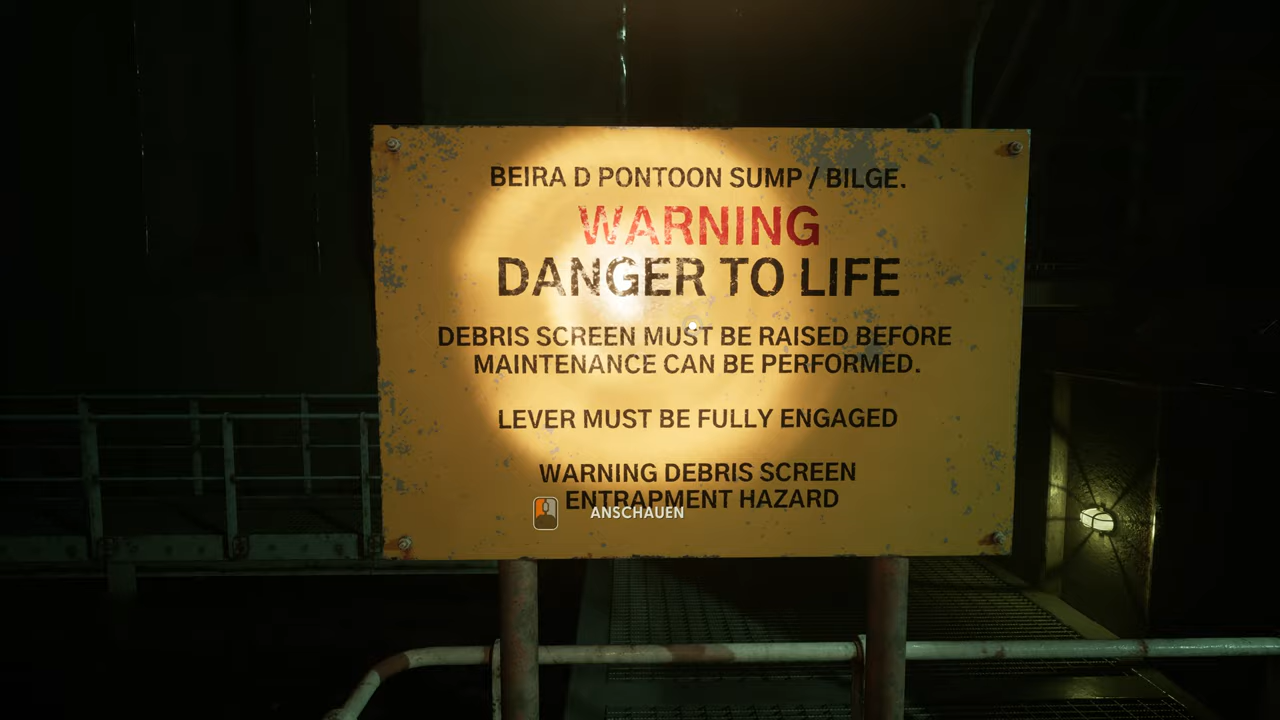 BEIRA D PONTOON SUMP / BILGE.
WARNING
DANGER TO LIFE
DEBRIS SCREEN MUST BE RAISED BEFORE
MAINTENANCE CAN BE PERFORMED.
LEVER MUST BE FULLY ENGAGED
WARNING DEBRIS SCREEN
ENTRAPMENT HAZARD
ANSCHAUEN